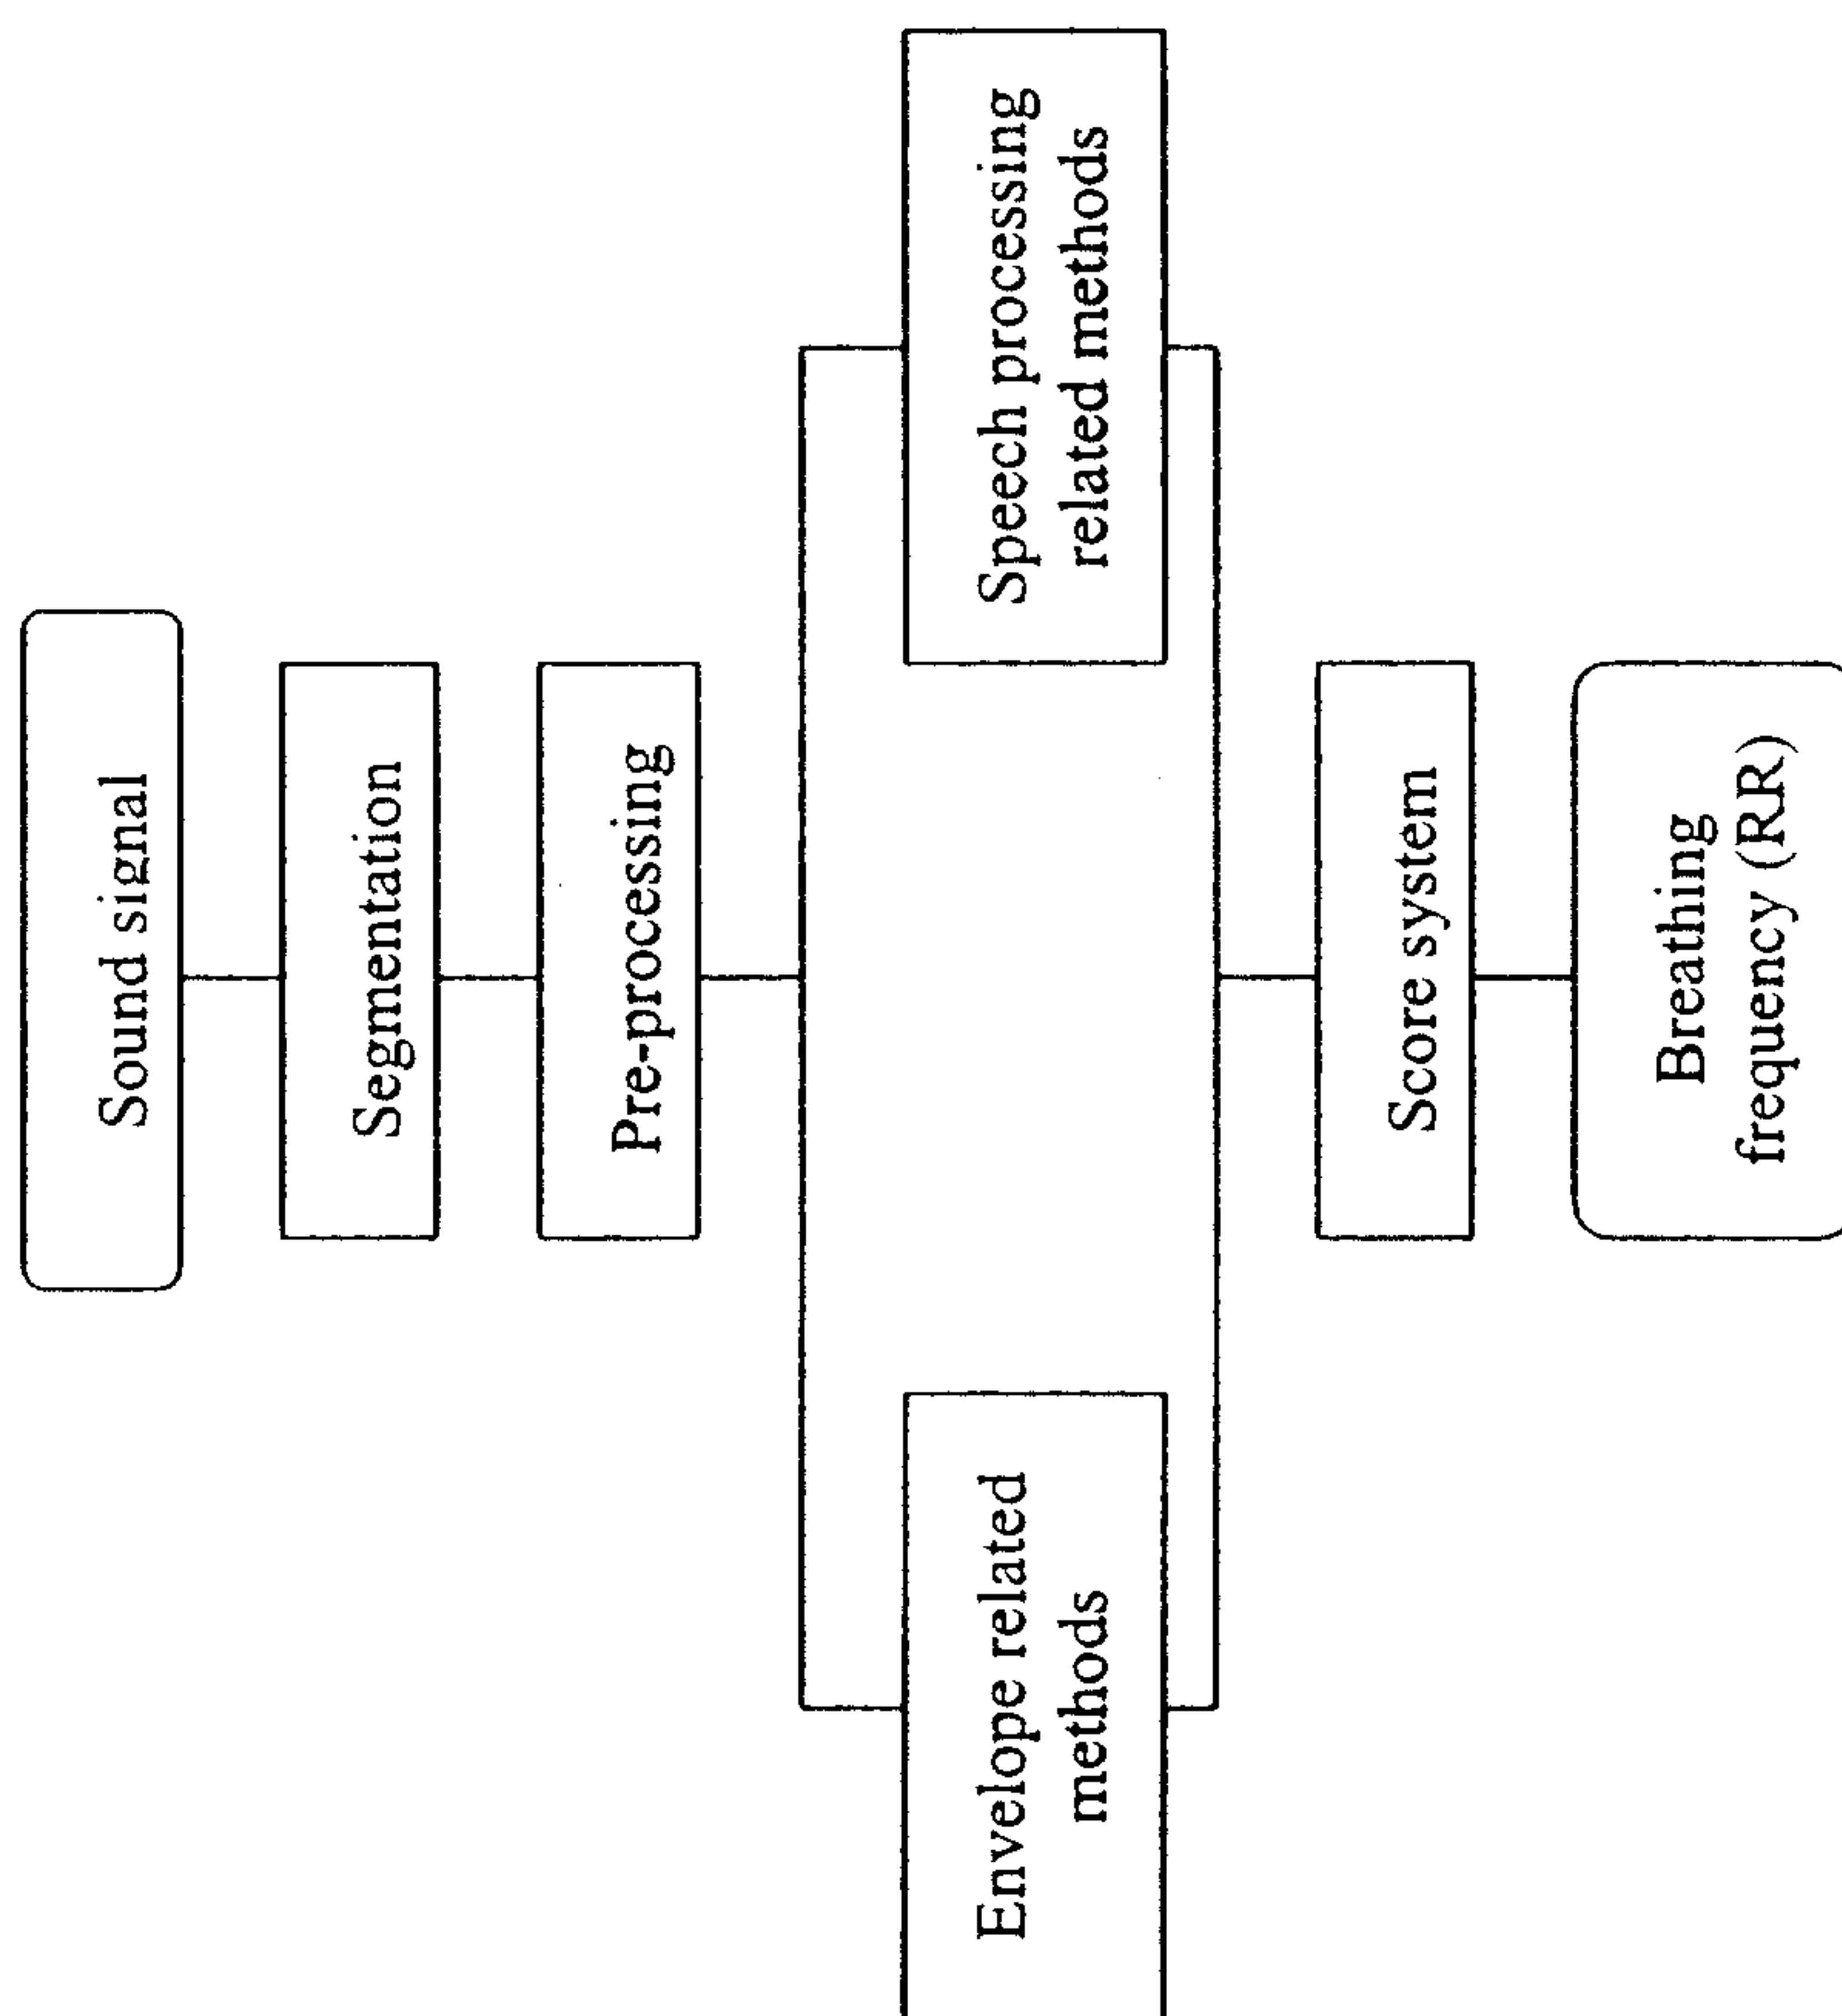 Sound signal
Segmentation
Pre-processing
Envelope related
methods
Speech processing
related methods
Score system
Breathing
frequency (RR)